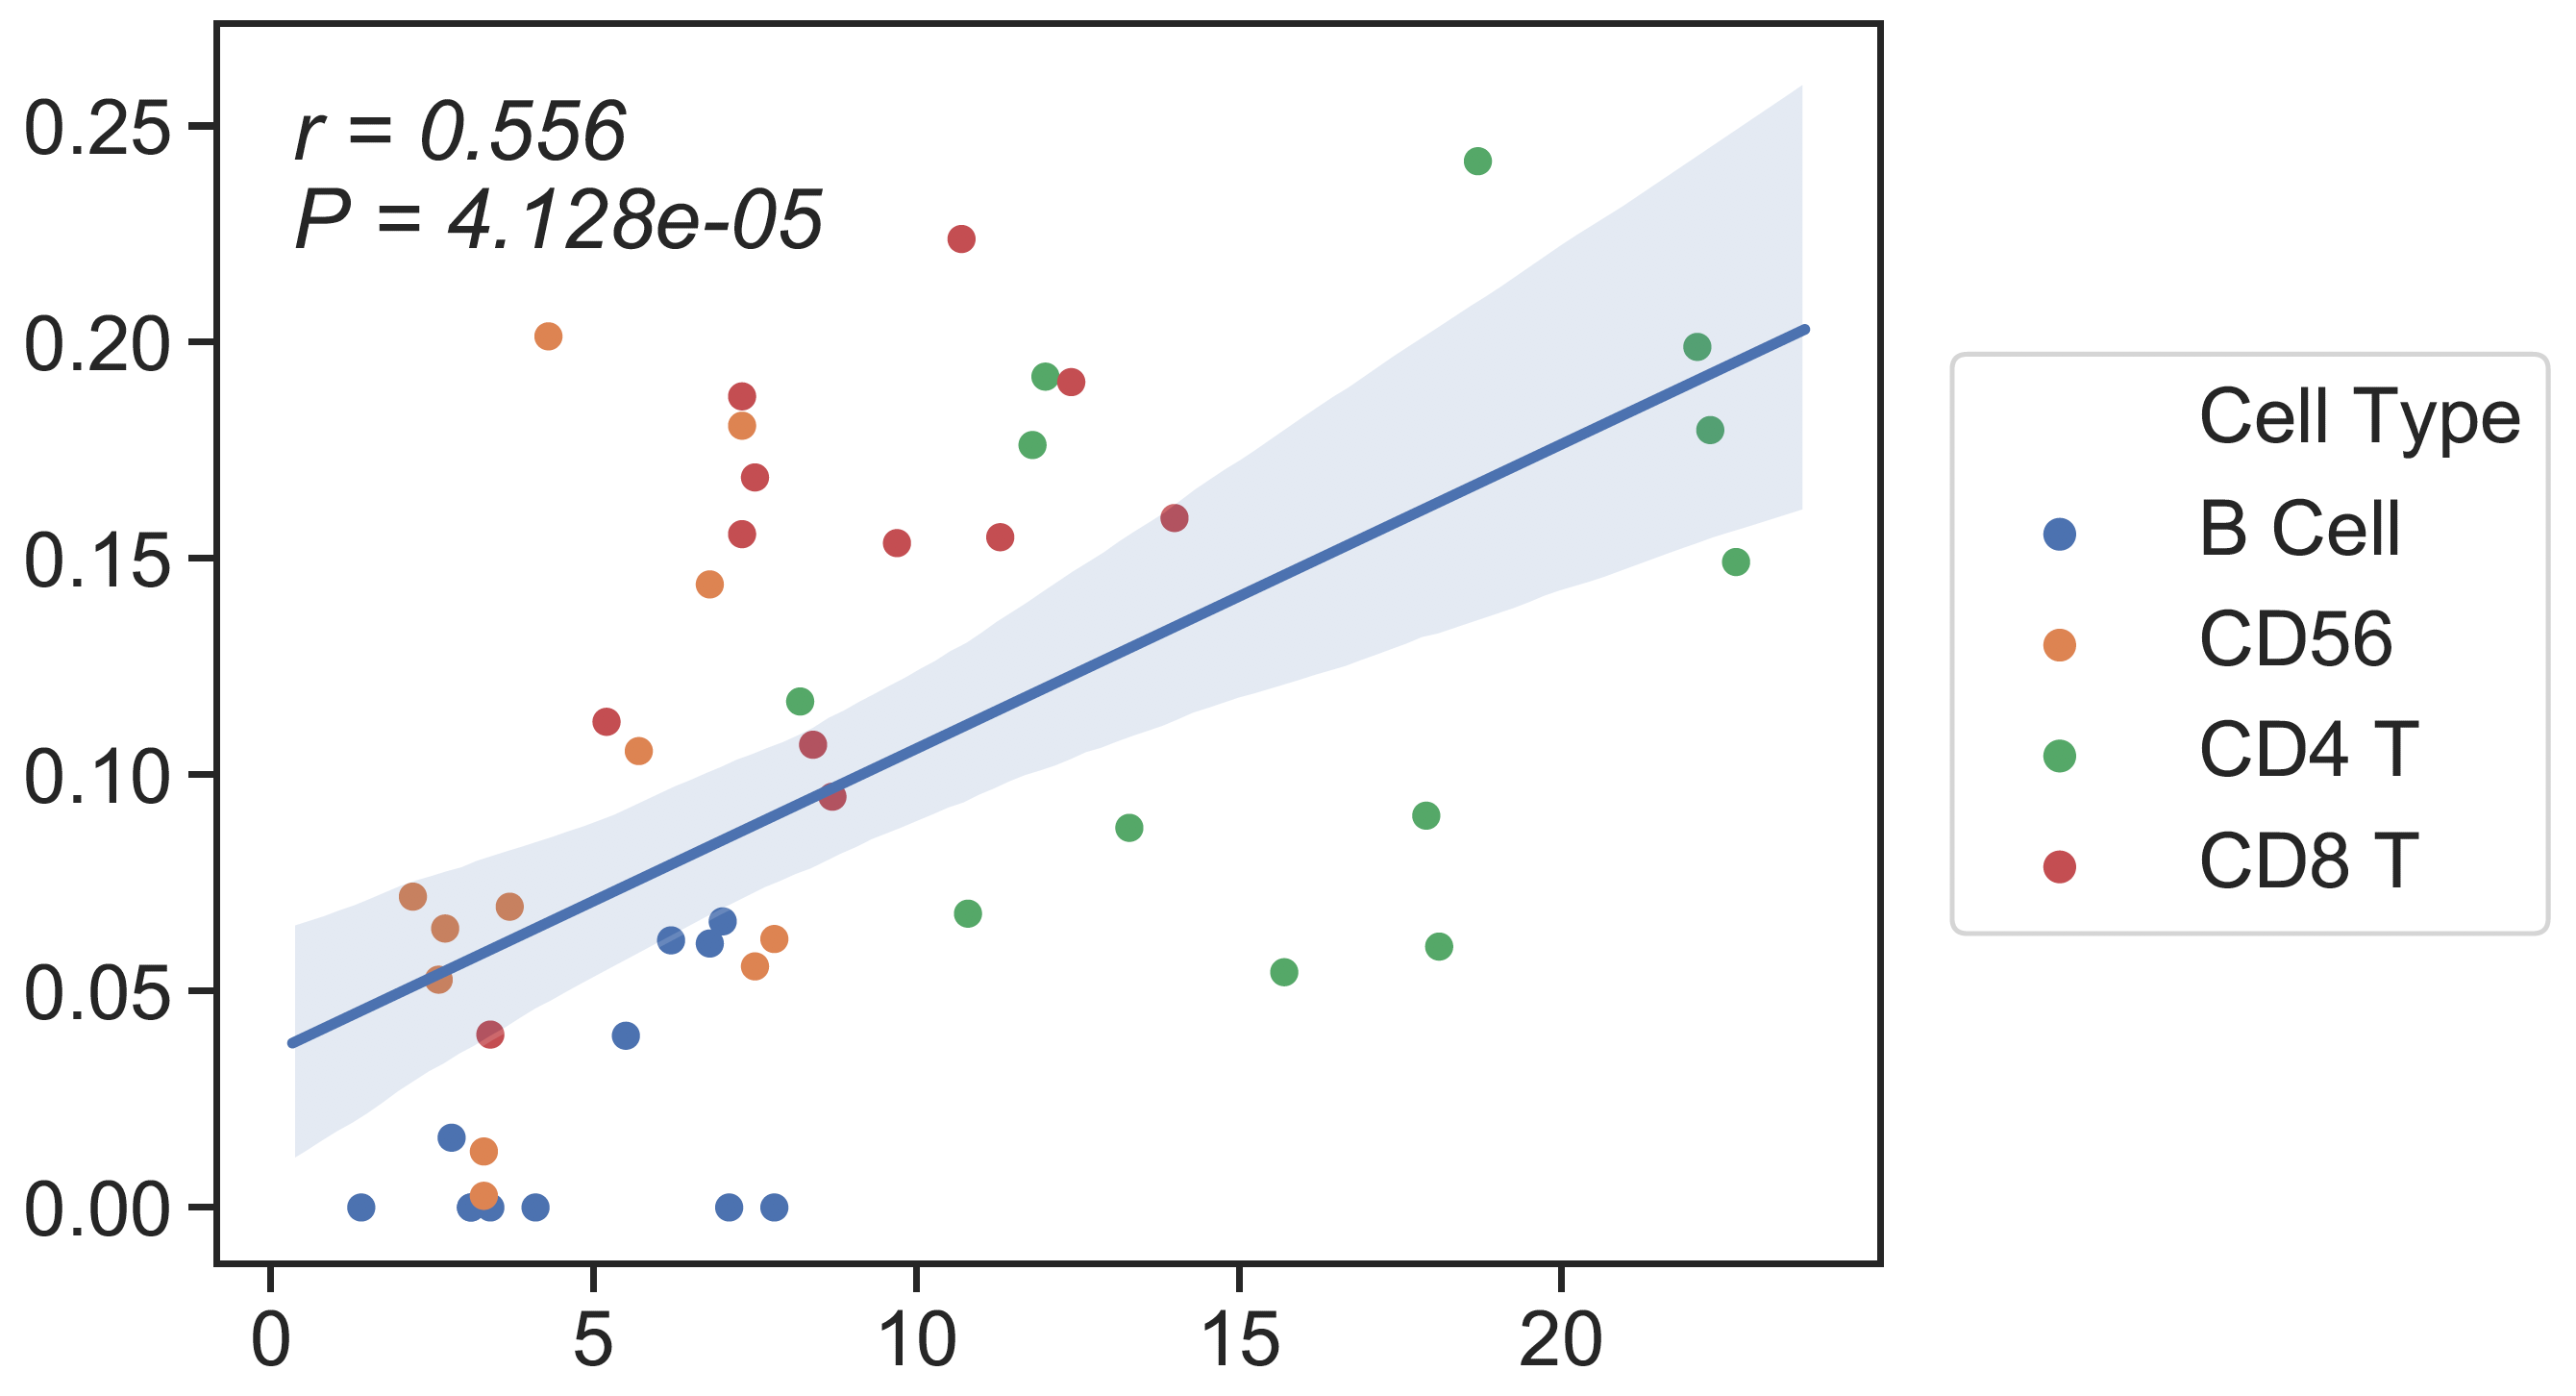 r = 0.556
P = 4.128e-05
0.25
0.20
0.15
0.10
0.05
0.00
0 5 10 15 20
Cell Type
B Cell
CD56
CD4 T
CD8 T